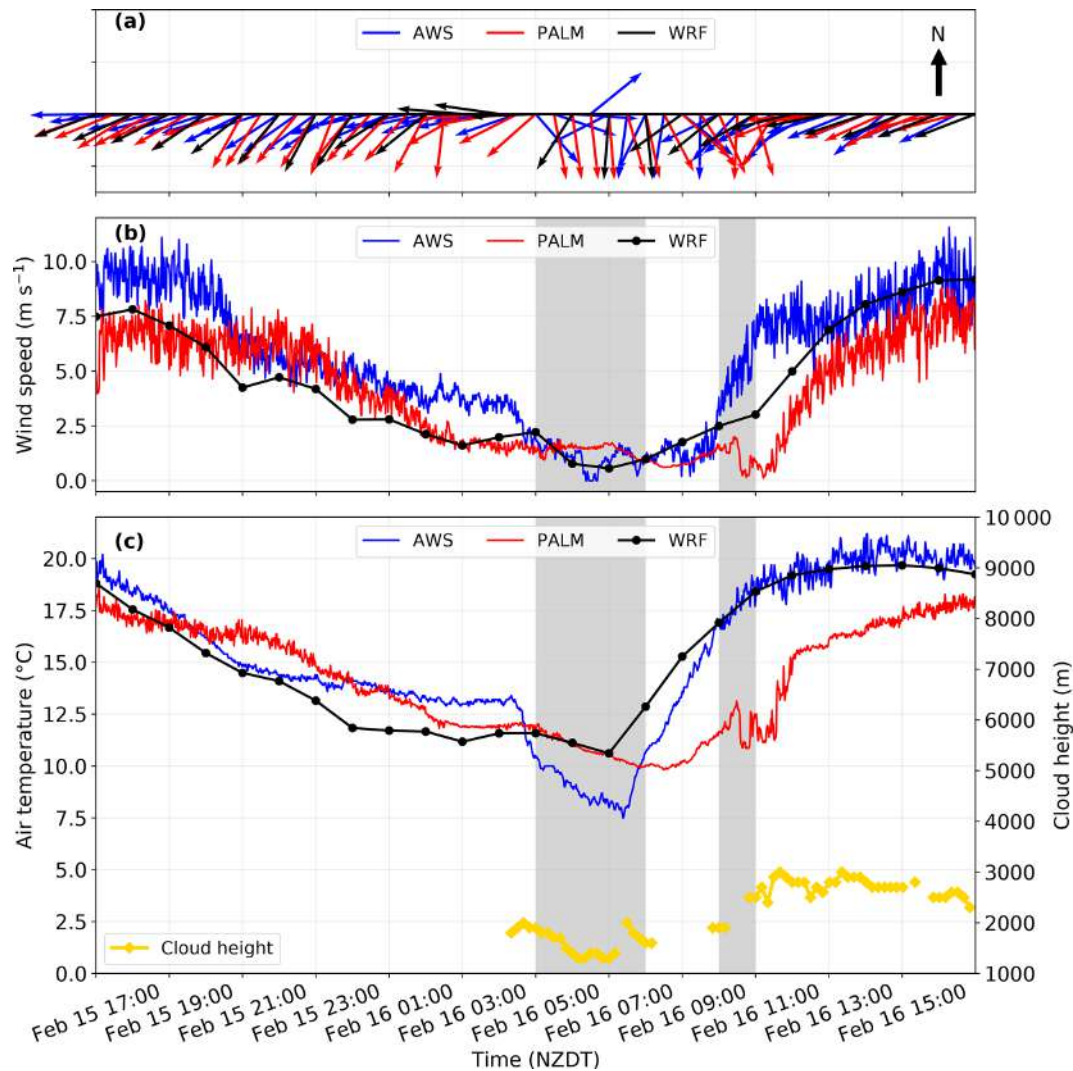 (a)
AWS PALM WRF
N
(b)
AWS PALM WRF
Wind speed (m s⁻¹)
10.0
7.5
5.0
2.5
0.0
(c)
AWS PALM WRF
Air temperature (°C)
20.0
17.5
15.0
12.5
10.0
7.5
5.0
2.5
0.0
Cloud height (m)
10 000
9000
8000
7000
6000
5000
4000
3000
2000
1000
Cloud height
Feb 15 17:00
Feb 15 19:00
Feb 15 21:00
Feb 15 23:00
Feb 16 01:00
Feb 16 03:00
Feb 16 05:00
Feb 16 07:00
Feb 16 09:00
Feb 16 11:00
Feb 16 13:00
Feb 16 15:00
Time (NZDT)